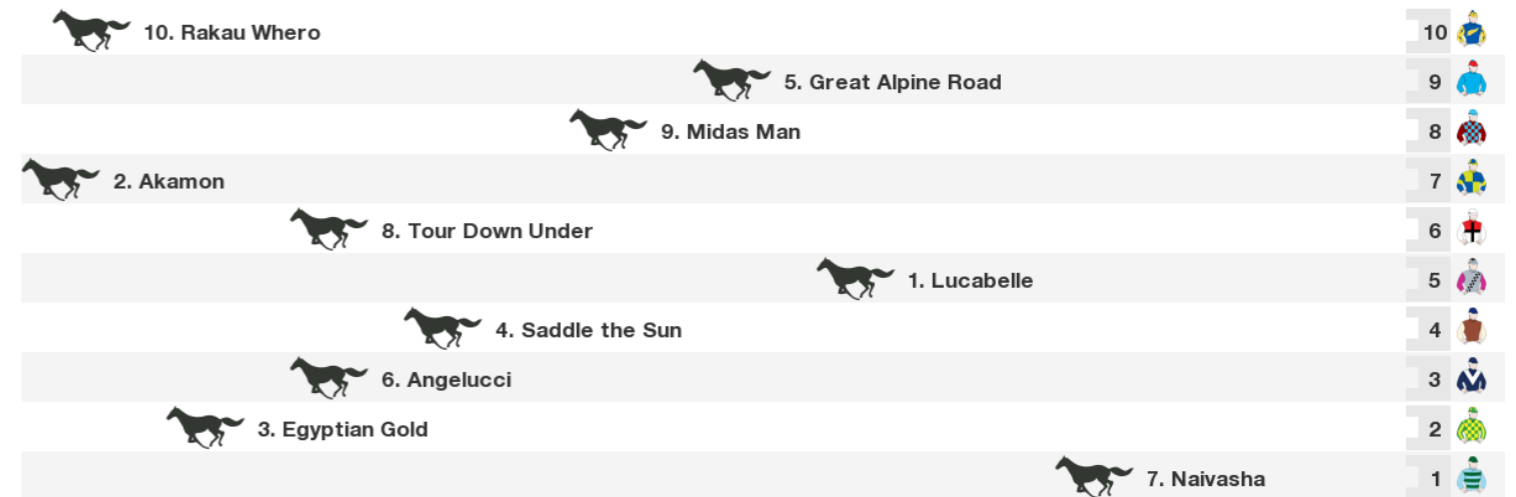 10. Rakau Whero 10
5. Great Alpine Road 9
9. Midas Man 8
2. Akamon 7
8. Tour Down Under 6
1. Lucabelle 5
4. Saddle the Sun 4
6. Angelucci 3
3. Egyptian Gold 2
7. Naivasha 1